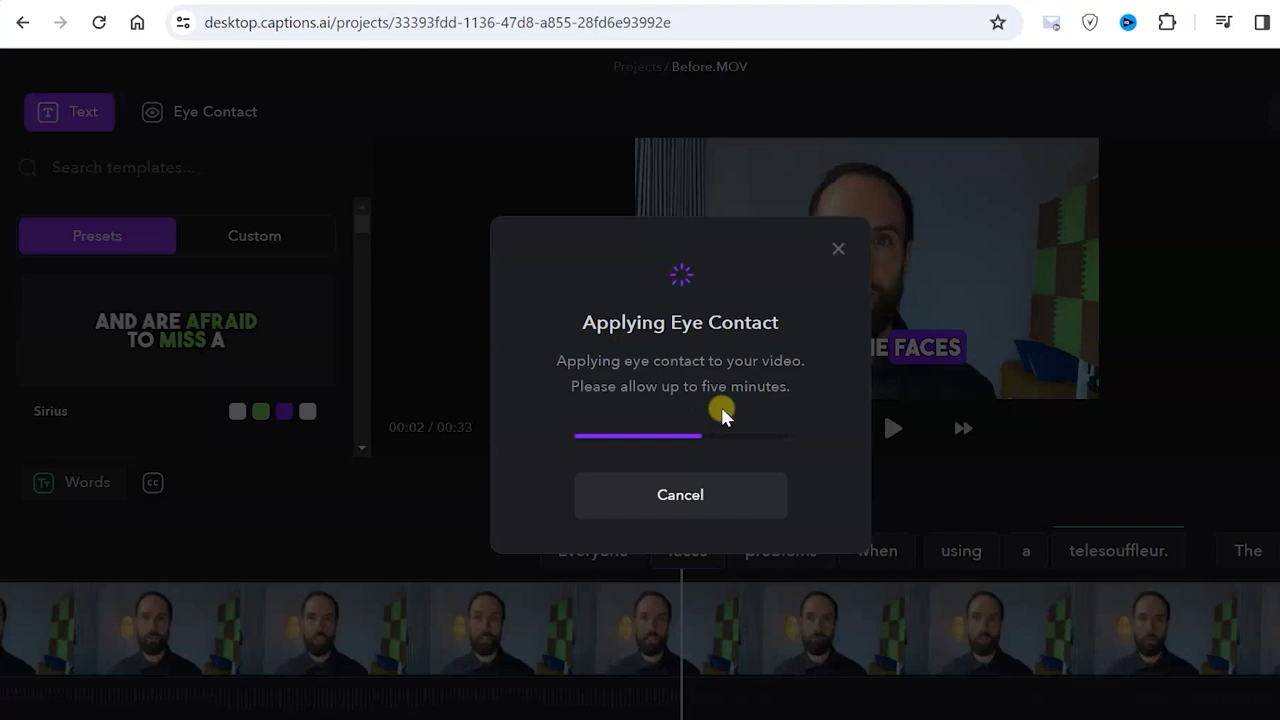 desktop.captions.ai/projects/33393fdd-1136-47d8-a855-28fd6e93992e
Projects / Before.MOV
T Text Eye Contact
Search templates...
Presets Custom
AND ARE AFRAID
TO MISS A
Sirius
Applying Eye Contact
Applying eye contact to your video.
Please allow up to five minutes.
FACES
00:02 / 00:33
Cancel
Tt Words CC
Everyone faces problems when using a telesouffleur. The